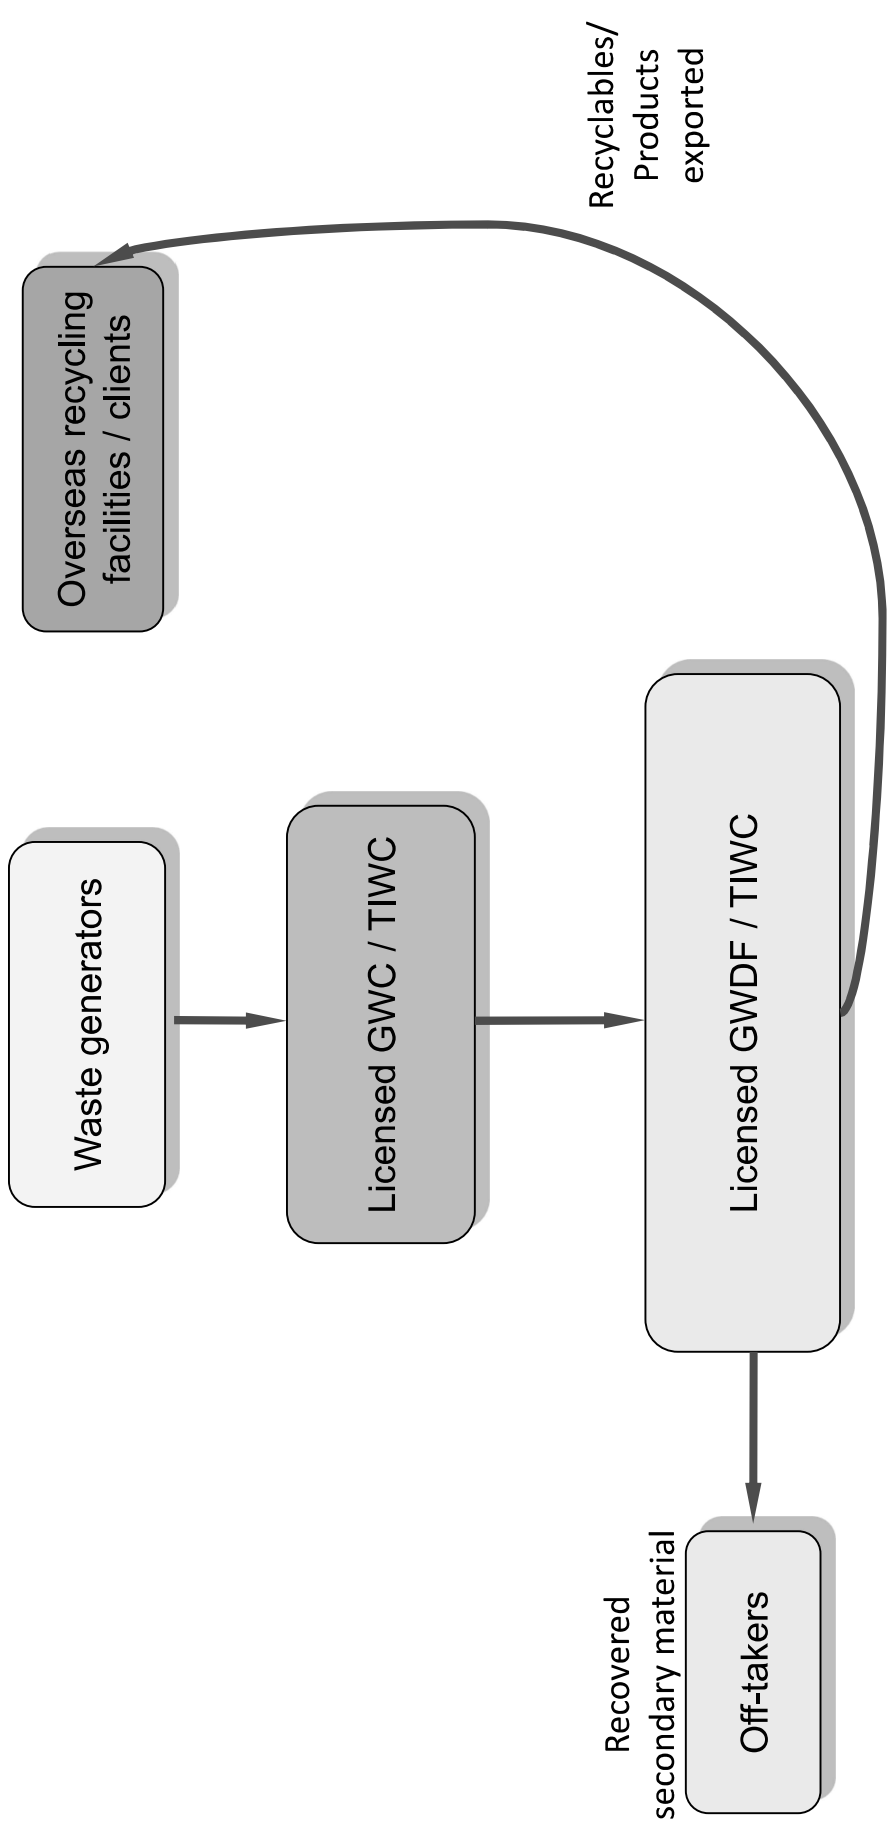 Waste generators
Overseas recycling
facilities / clients
Licensed GWC / TIWC
Recovered
secondary material
Off-takers
Licensed GWDF / TIWC
Recyclables/
Products
exported